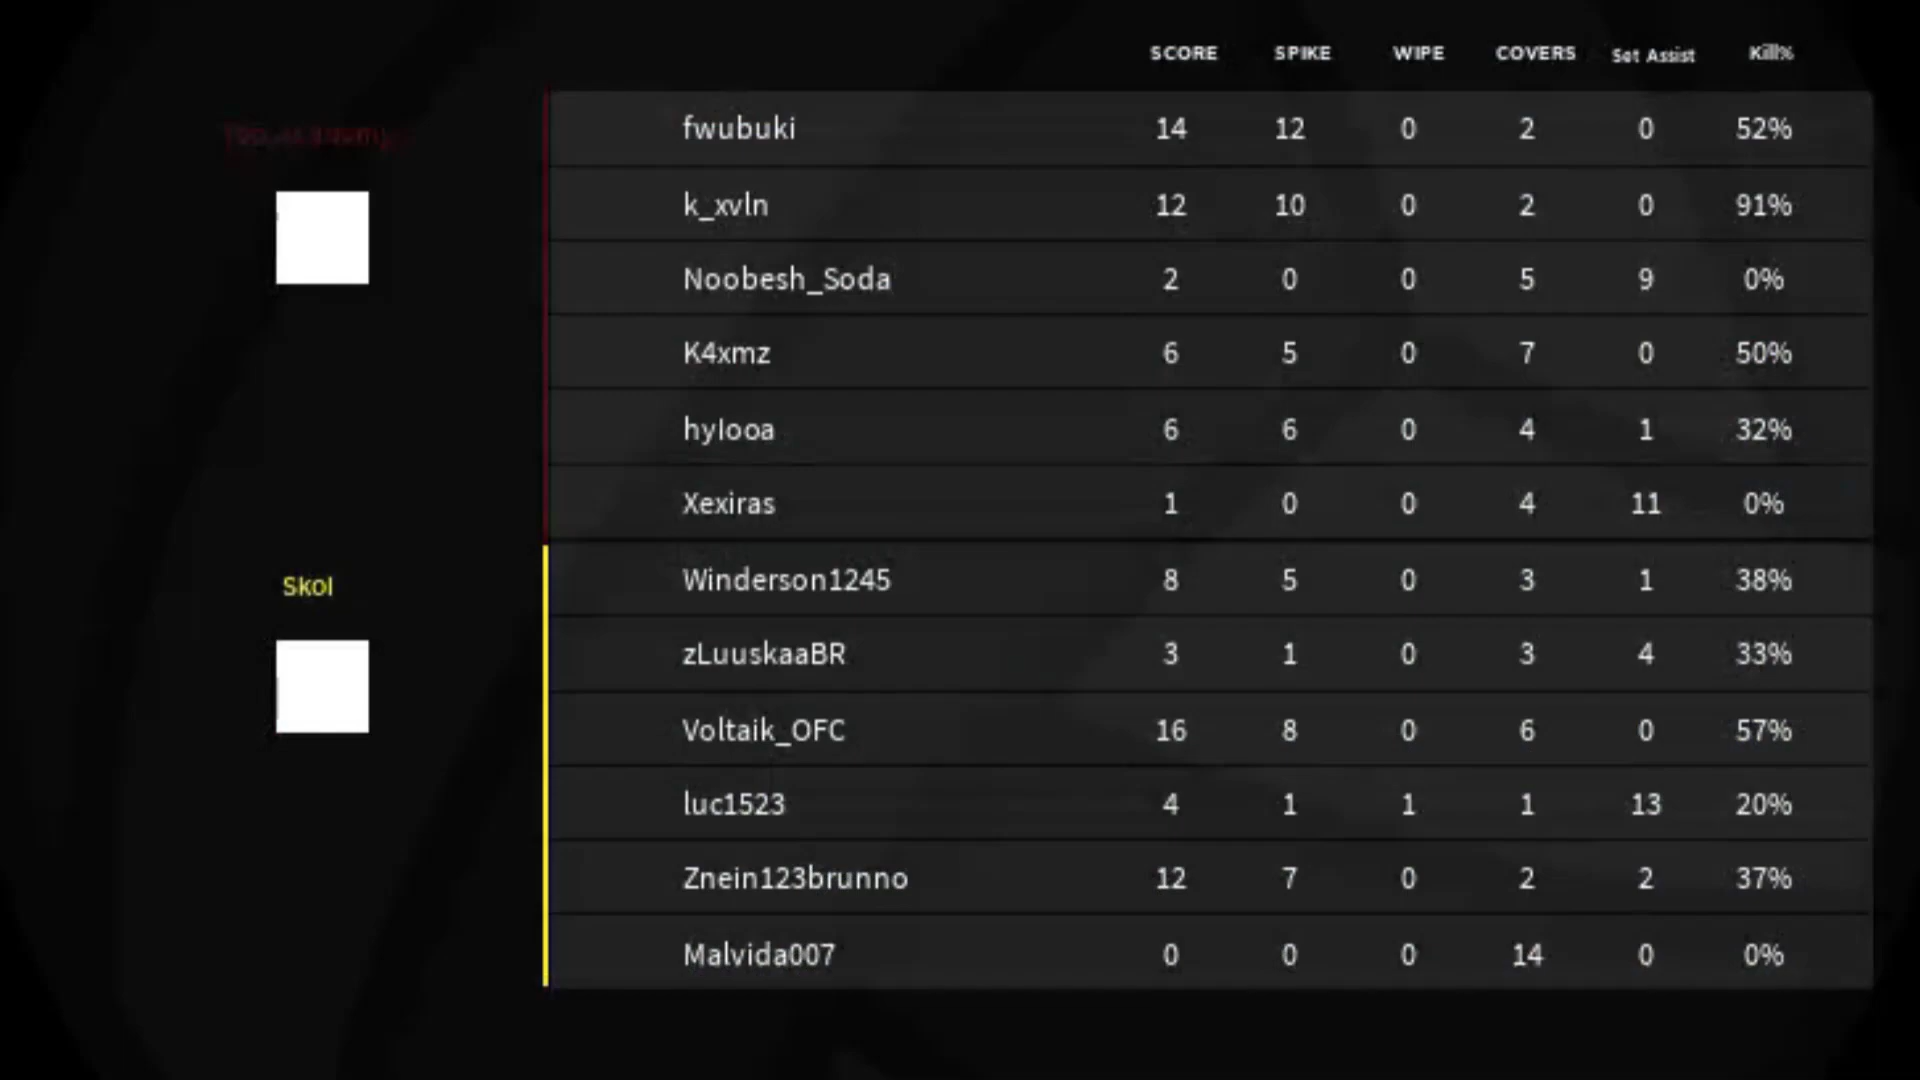 SCORE SPIKE WIPE COVERS Set Assist Kill%
fwubuki 14 12 0 2 0 52%
k_xvln 12 10 0 2 0 91%
Noobesh_Soda 2 0 0 5 9 0%
K4xmz 6 5 0 7 0 50%
hyIooa 6 6 0 4 1 32%
Xexiras 1 0 0 4 11 0%
Skol
Winderson1245 8 5 0 3 1 38%
zLuuskaaBR 3 1 0 3 4 33%
Voltaik_OFC 16 8 0 6 0 57%
luc1523 4 1 1 1 13 20%
Znein123brunno 12 7 0 2 2 37%
Malvida007 0 0 0 14 0 0%